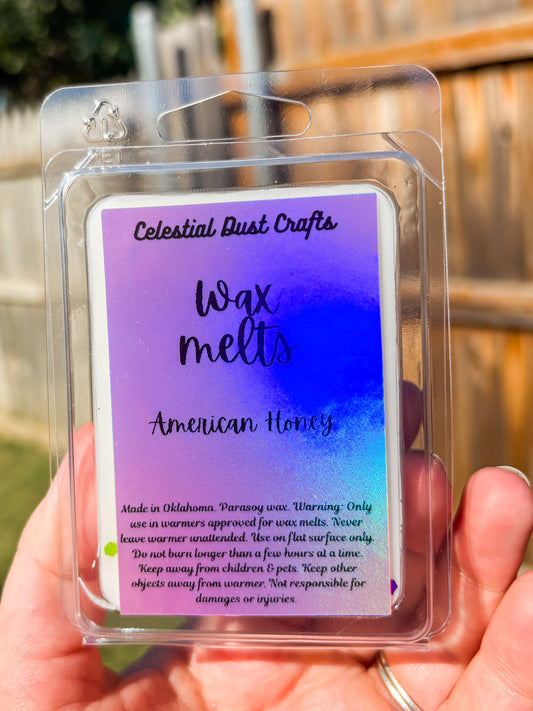 Celestial Dust Crafts
Wax
melts
American Honey
Made in Oklahoma. Parasoy wax. Warning: Only
use in warmers approved for wax melts. Never
leave warmer unattended. Use on flat surface only.
Do not burn longer than a few hours at a time.
Keep away from children & pets. Keep other
objects away from warmer. Not responsible for
damages or injuries.